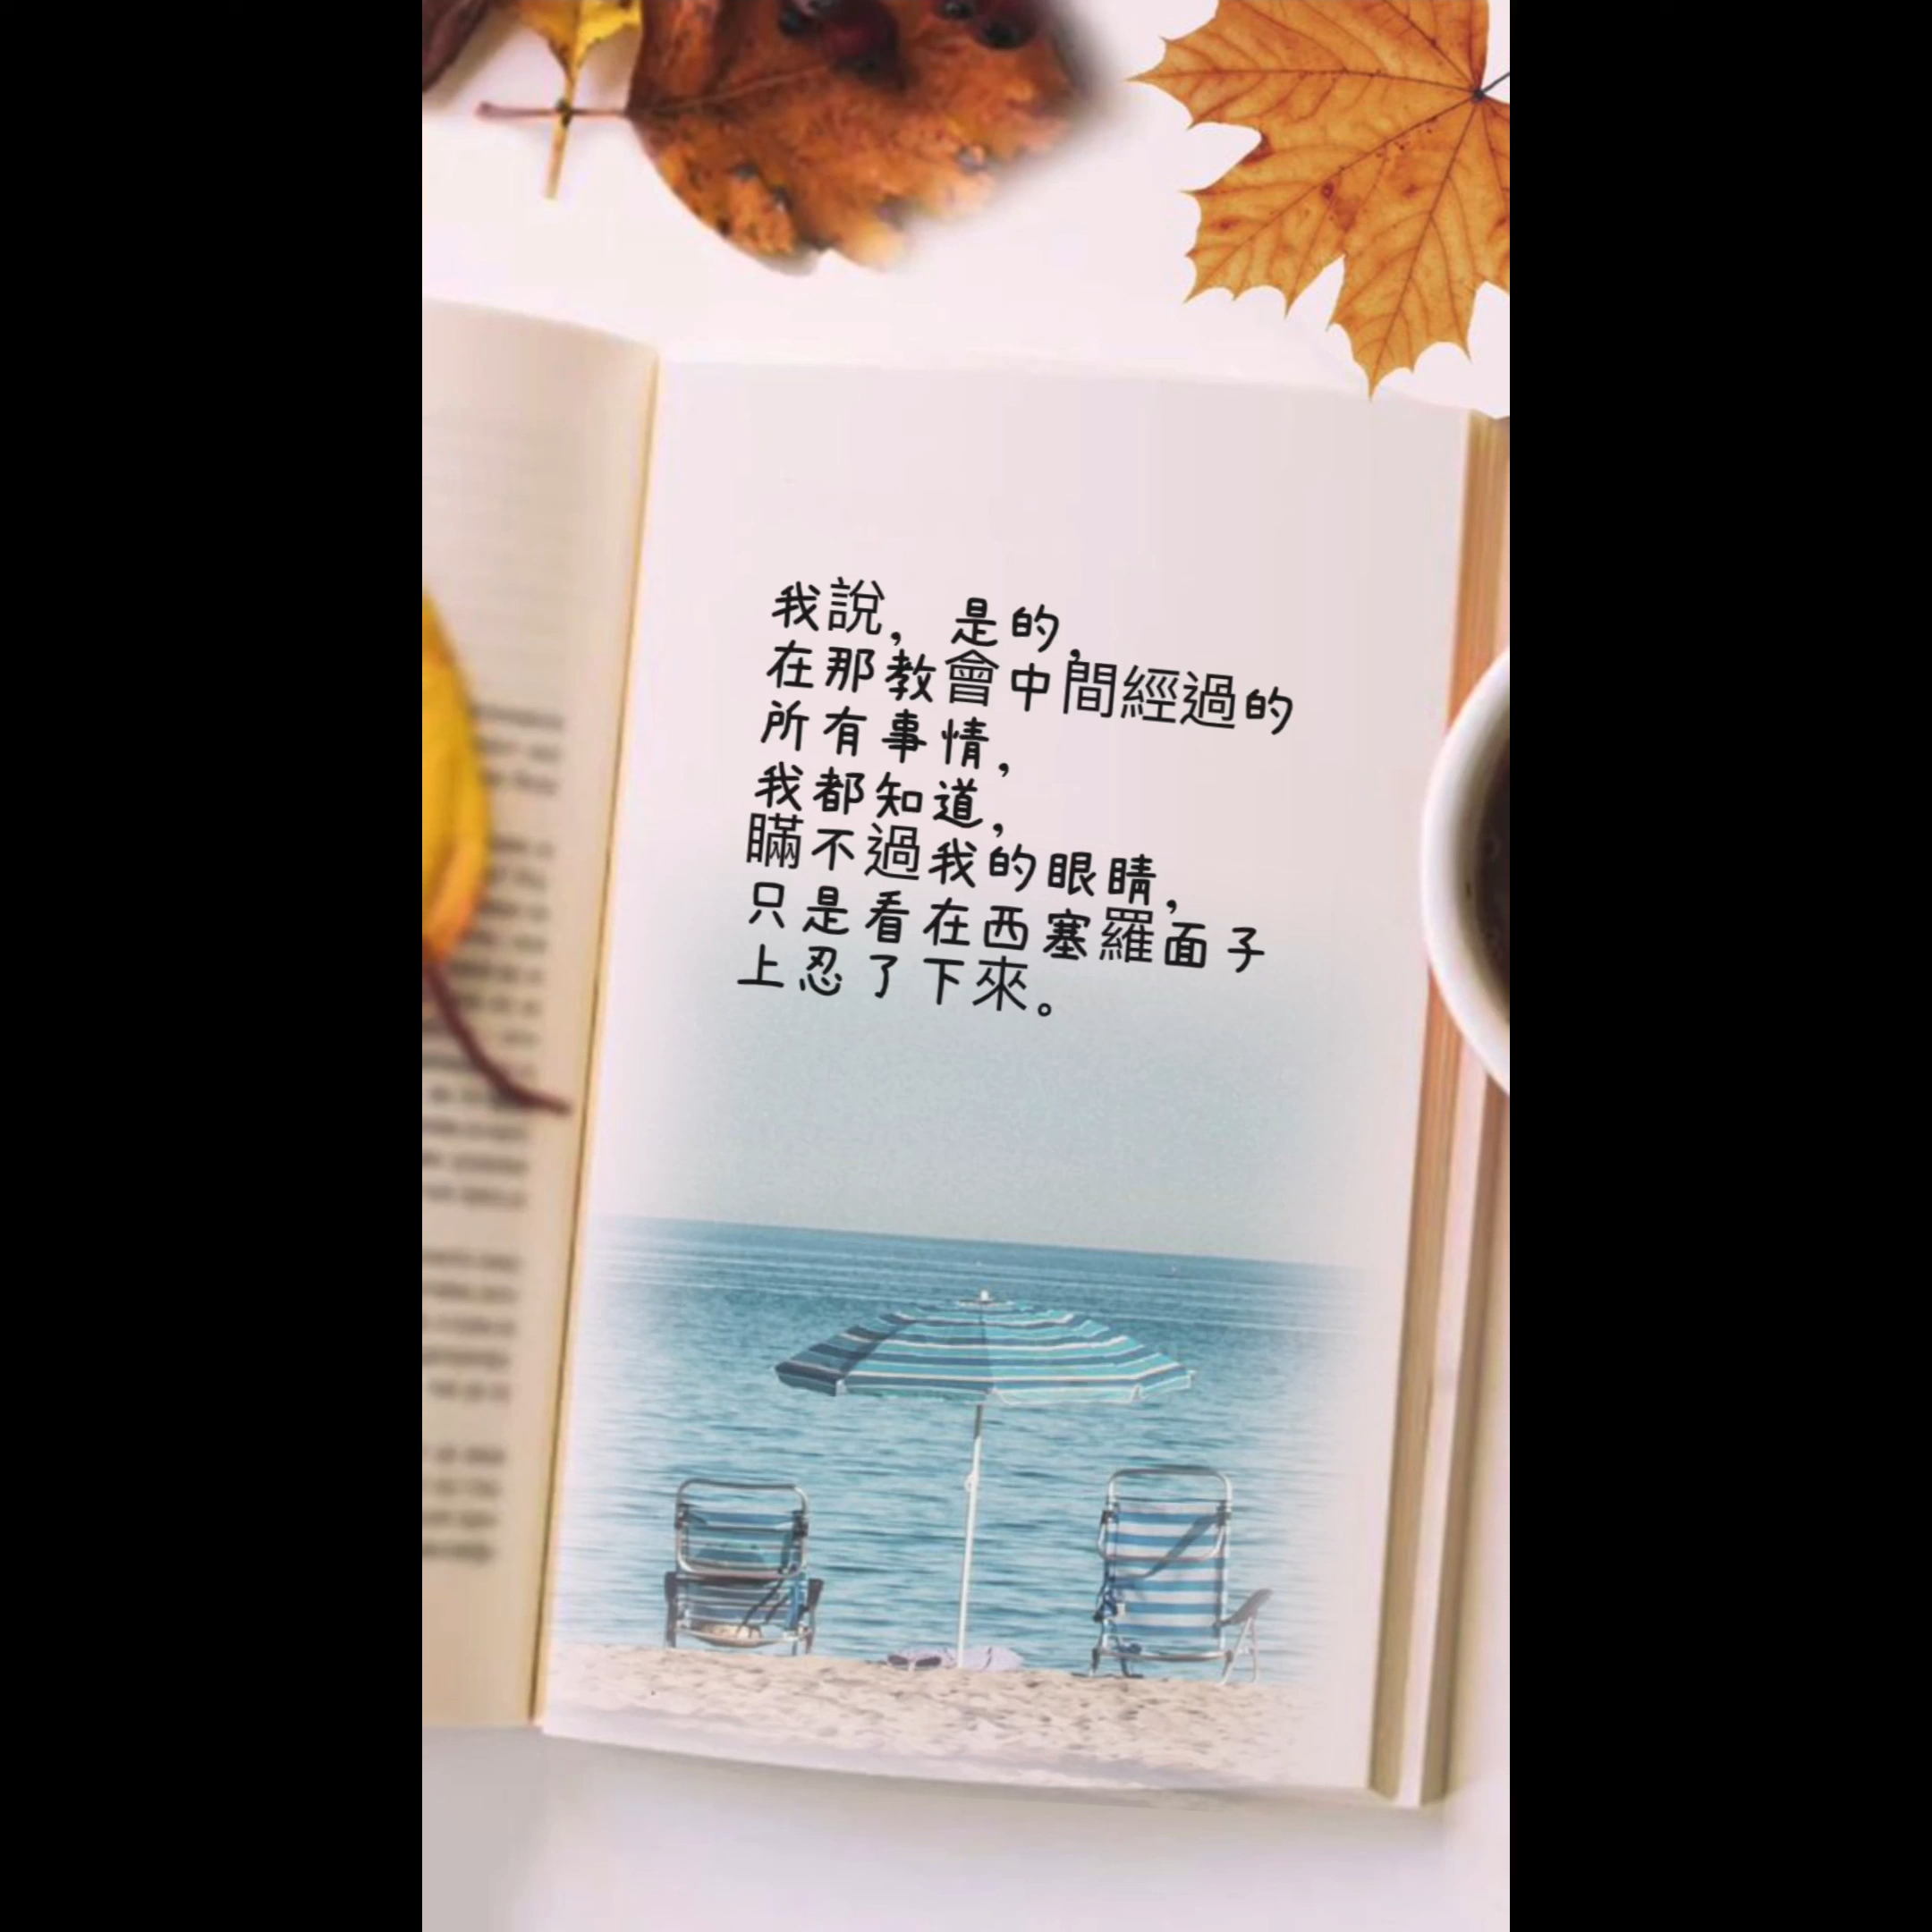 我說，是的，
在那教會中間經過的
所有事情，
我都知道，
瞞不過我的眼睛，
只是看在西塞羅面子
上忍了下來。